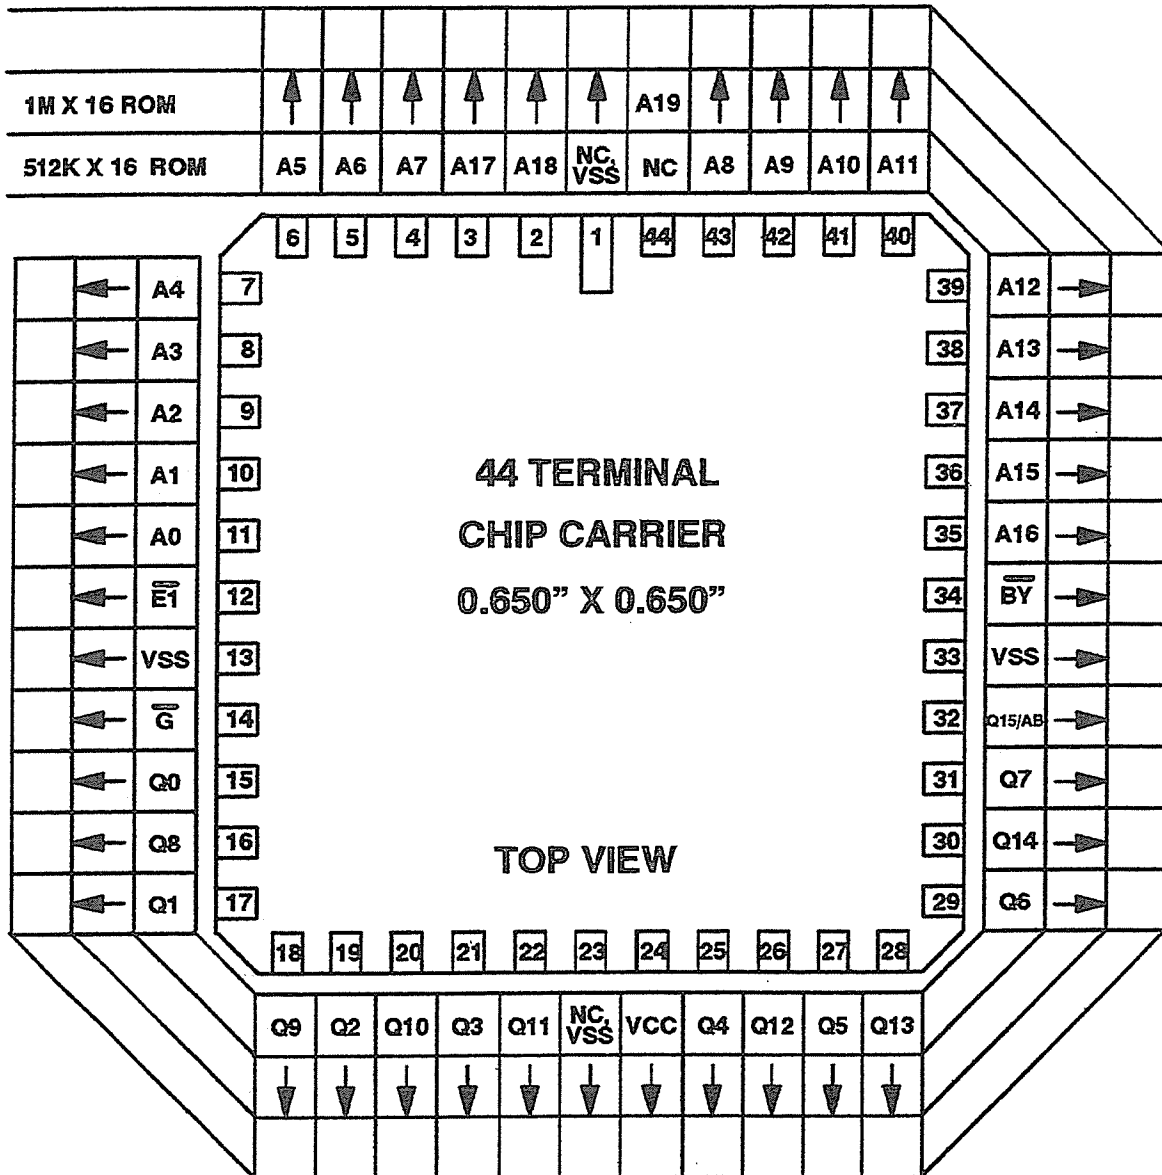 1M X 16 ROM A19
512K X 16 ROM A5 A6 A7 A17 A18 NC, VSS NC A8 A9 A10 A11
6 5 4 3 2 1 44 43 42 41 40
A4 7 39 A12
A3 8 38 A13
A2 9 37 A14
A1 10 36 A15
A0 11 35 A16
E̅1̅ 12 34 B̅Y̅
VSS 13 33 VSS
G̅ 14 32 Q15/AB
Q0 15 31 Q7
Q8 16 30 Q14
Q1 17 29 Q6
44 TERMINAL
CHIP CARRIER
0.650” X 0.650”
TOP VIEW
18 19 20 21 22 23 24 25 26 27 28
Q9 Q2 Q10 Q3 Q11 NC, VSS VCC Q4 Q12 Q5 Q13